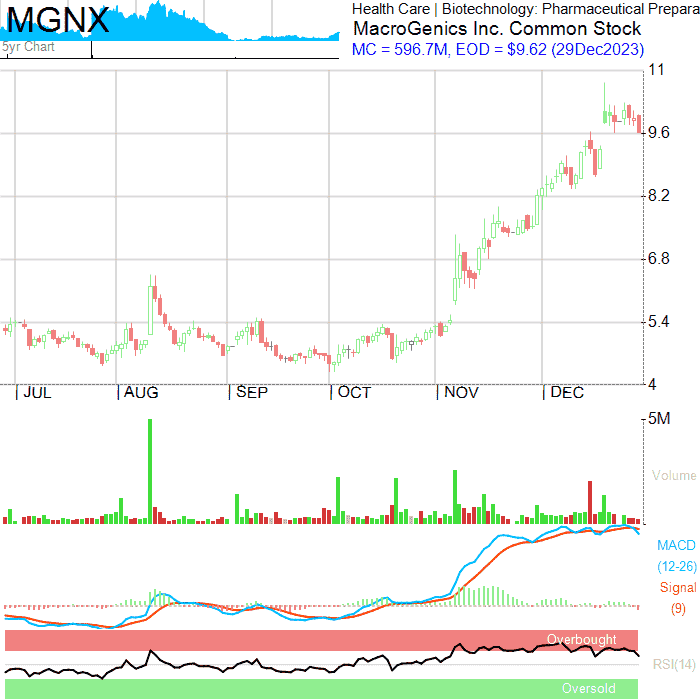 MGNX
5yr Chart
Health Care | Biotechnology: Pharmaceutical Prepara
MacroGenics Inc. Common Stock
MC = 596.7M, EOD = $9.62 (29Dec2023)
11
9.6
8.2
6.8
5.4
4
JUL AUG SEP OCT NOV DEC
5M
Volume
MACD
(12-26)
Signal
(9)
Overbought
RSI(14)
Oversold